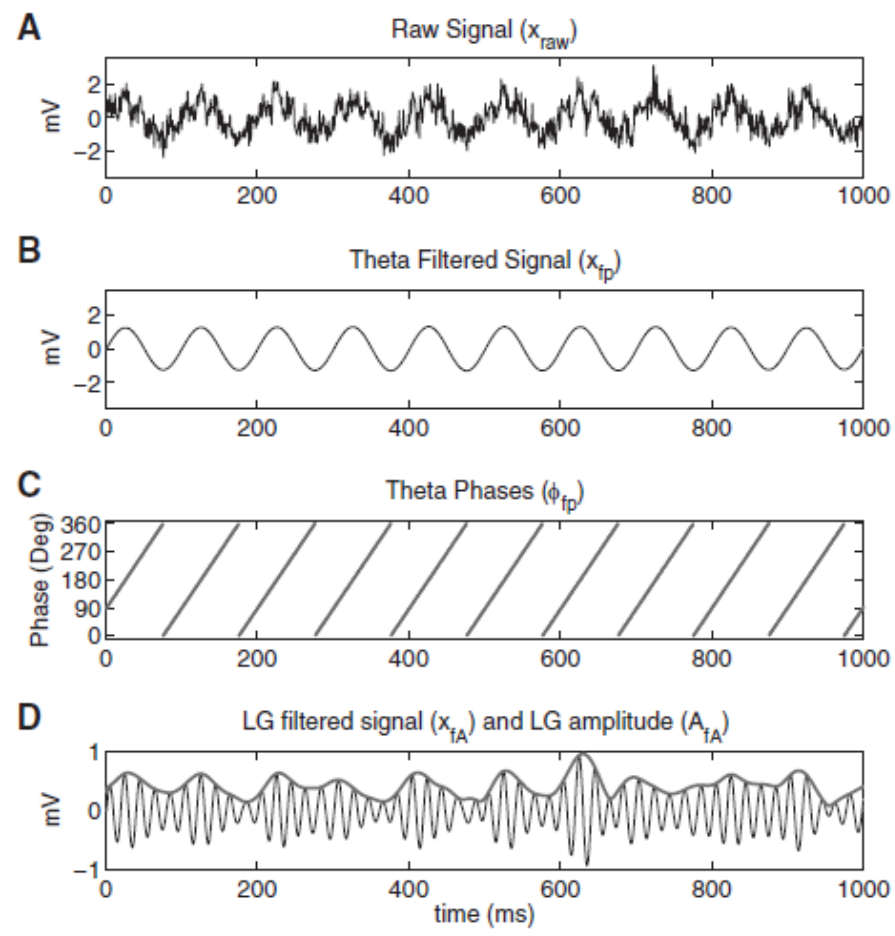 A
Raw Signal (x_raw)
mV
2
0
−2
0 200 400 600 800 1000
B
Theta Filtered Signal (x_fp)
mV
2
0
−2
0 200 400 600 800 1000
C
Theta Phases (ϕ_fp)
Phase (Deg)
360
270
180
90
0
0 200 400 600 800 1000
D
LG filtered signal (x_fA) and LG amplitude (A_fA)
mV
1
0
−1
0 200 400 600 800 1000
time (ms)